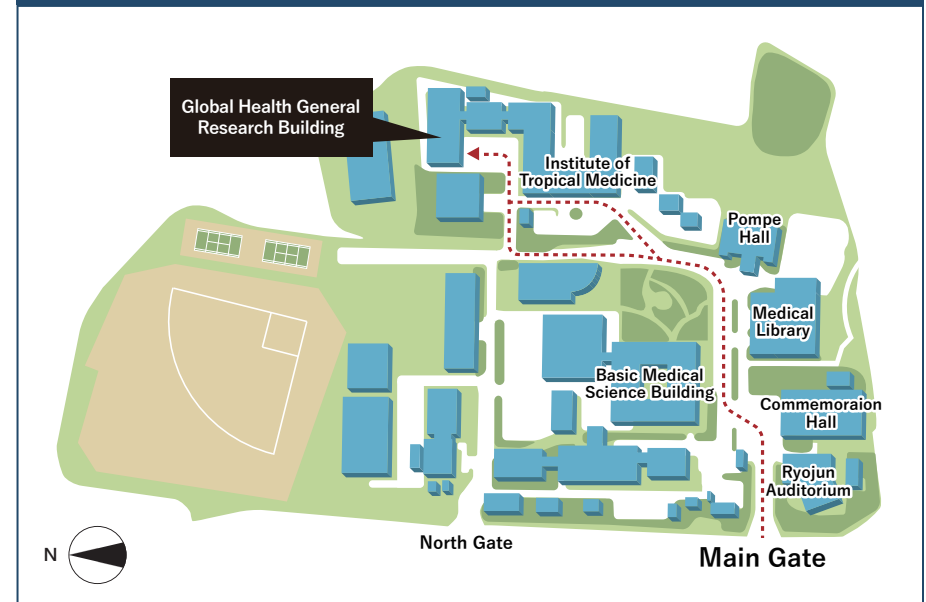 Global Health General
Research Building
Institute of
Tropical Medicine
Pompe
Hall
Medical
Library
Basic Medical
Science Building
Commemoraion
Hall
Ryojun
Auditorium
North Gate
Main Gate
N